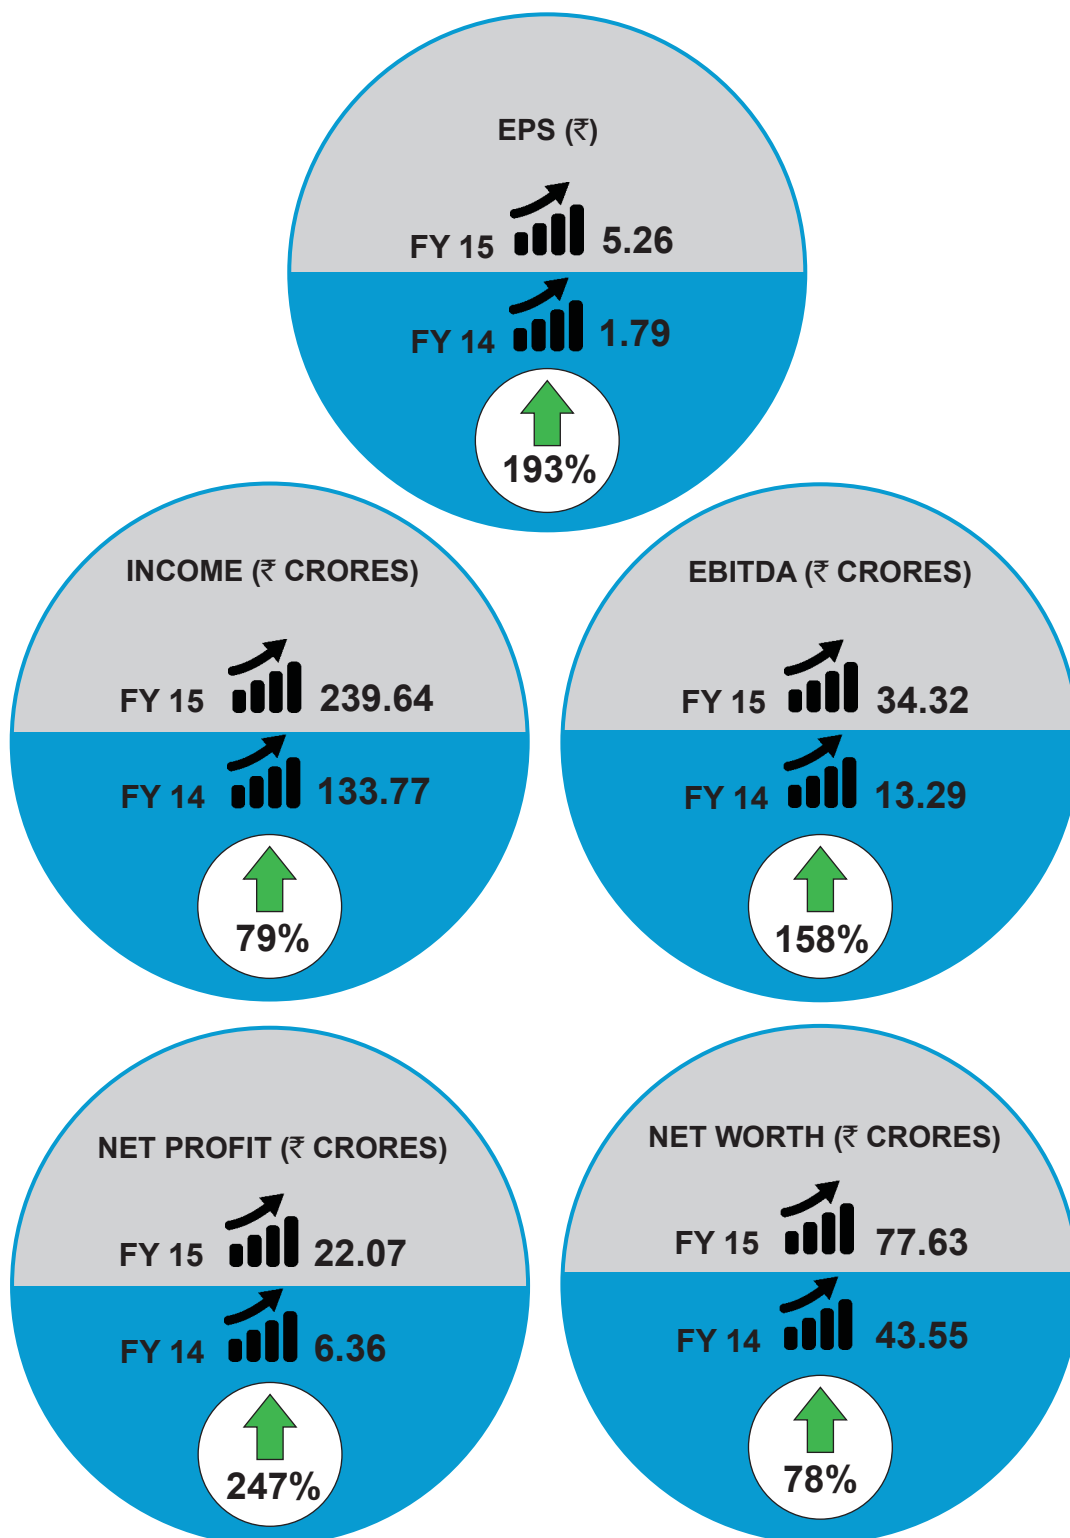 EPS (₹)
FY 15 5.26
FY 14 1.79
193%
INCOME (₹ CRORES)
FY 15 239.64
FY 14 133.77
79%
EBITDA (₹ CRORES)
FY 15 34.32
FY 14 13.29
158%
NET PROFIT (₹ CRORES)
FY 15 22.07
FY 14 6.36
247%
NET WORTH (₹ CRORES)
FY 15 77.63
FY 14 43.55
78%